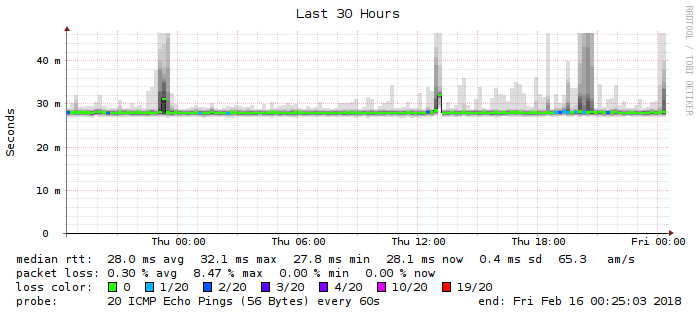 Last 30 Hours
RRDTOOL / TOBI OETIKER
Seconds
40 m
30 m
20 m
10 m
0
Thu 00:00 Thu 06:00 Thu 12:00 Thu 18:00 Fri 00:00
median rtt: 28.0 ms avg 32.1 ms max 27.8 ms min 28.1 ms now 0.4 ms sd 65.3 am/s
packet loss: 0.30 % avg 8.47 % max 0.00 % min 0.00 % now
loss color: 0 1/20 2/20 3/20 4/20 10/20 19/20
probe: 20 ICMP Echo Pings (56 Bytes) every 60s end: Fri Feb 16 00:25:03 2018